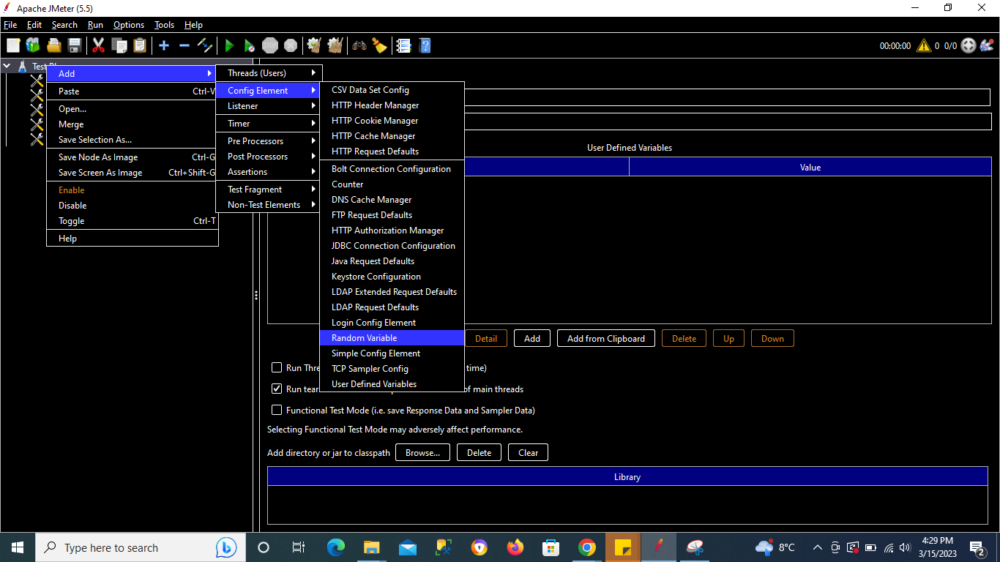 Apache JMeter (5.5)
File Edit Search Run Options Tools Help
00:00:00 0 0/0
Test
Add
Paste Ctrl-V
Open...
Merge
Save Selection As...
Save Node As Image Ctrl-G
Save Screen As Image Ctrl+Shift-G
Enable
Disable
Toggle Ctrl-T
Help
Threads (Users)
Config Element
Listener
Timer
Pre Processors
Post Processors
Assertions
Test Fragment
Non-Test Elements
CSV Data Set Config
HTTP Header Manager
HTTP Cookie Manager
HTTP Cache Manager
HTTP Request Defaults
Bolt Connection Configuration
Counter
DNS Cache Manager
FTP Request Defaults
HTTP Authorization Manager
JDBC Connection Configuration
Java Request Defaults
Keystore Configuration
LDAP Extended Request Defaults
LDAP Request Defaults
Login Config Element
Random Variable
Simple Config Element
TCP Sampler Config
User Defined Variables
User Defined Variables
Value
Detail Add Add from Clipboard Delete Up Down
Run time)
Run of main threads
Functional Test Mode (i.e. save Response Data and Sampler Data)
Selecting Functional Test Mode may adversely affect performance.
Add directory or jar to classpath Browse... Delete Clear
Library
Type here to search
8°C
4:29 PM
3/15/2023
2